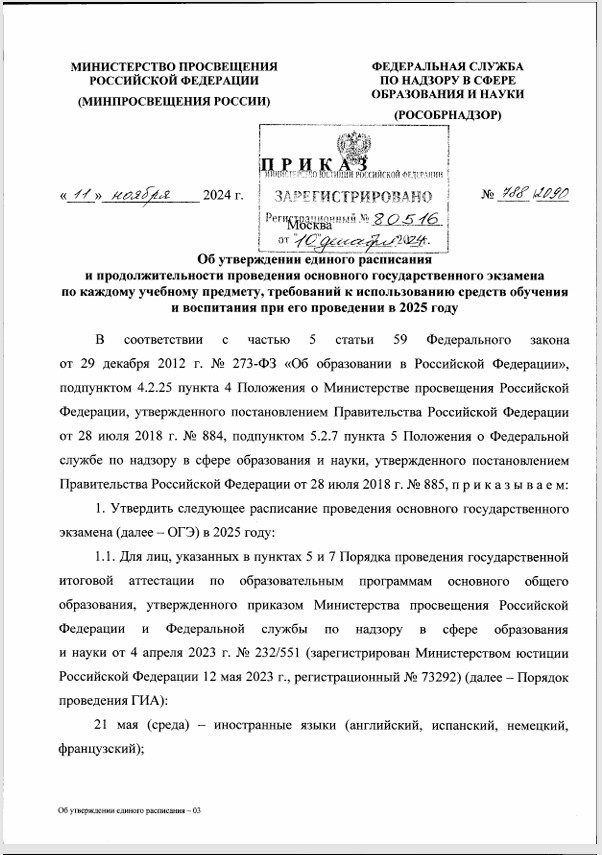 МИНИСТЕРСТВО ПРОСВЕЩЕНИЯ
РОССИЙСКОЙ ФЕДЕРАЦИИ
(МИНПРОСВЕЩЕНИЯ РОССИИ)
ФЕДЕРАЛЬНАЯ СЛУЖБА
ПО НАДЗОРУ В СФЕРЕ
ОБРАЗОВАНИЯ И НАУКИ
(РОСОБРНАДЗОР)
П Р И К А З
МИНИСТЕРСТВО ЮСТИЦИИ РОССИЙСКОЙ ФЕДЕРАЦИИ
ЗАРЕГИСТРИРОВАНО
Регистрационный № 80516
от "10" декабря 2024г.
« 11 » ноября 2024 г.
Москва
№ 788/2090
Об утверждении единого расписания
и продолжительности проведения основного государственного экзамена
по каждому учебному предмету, требований к использованию средств обучения
и воспитания при его проведении в 2025 году
В соответствии с частью 5 статьи 59 Федерального закона
от 29 декабря 2012 г. № 273-ФЗ «Об образовании в Российской Федерации»,
подпунктом 4.2.25 пункта 4 Положения о Министерстве просвещения Российской
Федерации, утвержденного постановлением Правительства Российской Федерации
от 28 июля 2018 г. № 884, подпунктом 5.2.7 пункта 5 Положения о Федеральной
службе по надзору в сфере образования и науки, утвержденного постановлением
Правительства Российской Федерации от 28 июля 2018 г. № 885, п р и к а з ы в а е м:
1. Утвердить следующее расписание проведения основного государственного
экзамена (далее – ОГЭ) в 2025 году:
1.1. Для лиц, указанных в пунктах 5 и 7 Порядка проведения государственной
итоговой аттестации по образовательным программам основного общего
образования, утвержденного приказом Министерства просвещения Российской
Федерации и Федеральной службы по надзору в сфере образования
и науки от 4 апреля 2023 г. № 232/551 (зарегистрирован Министерством юстиции
Российской Федерации 12 мая 2023 г., регистрационный № 73292) (далее – Порядок
проведения ГИА):
21 мая (среда) – иностранные языки (английский, испанский, немецкий,
французский);
Об утверждении единого расписания – 03